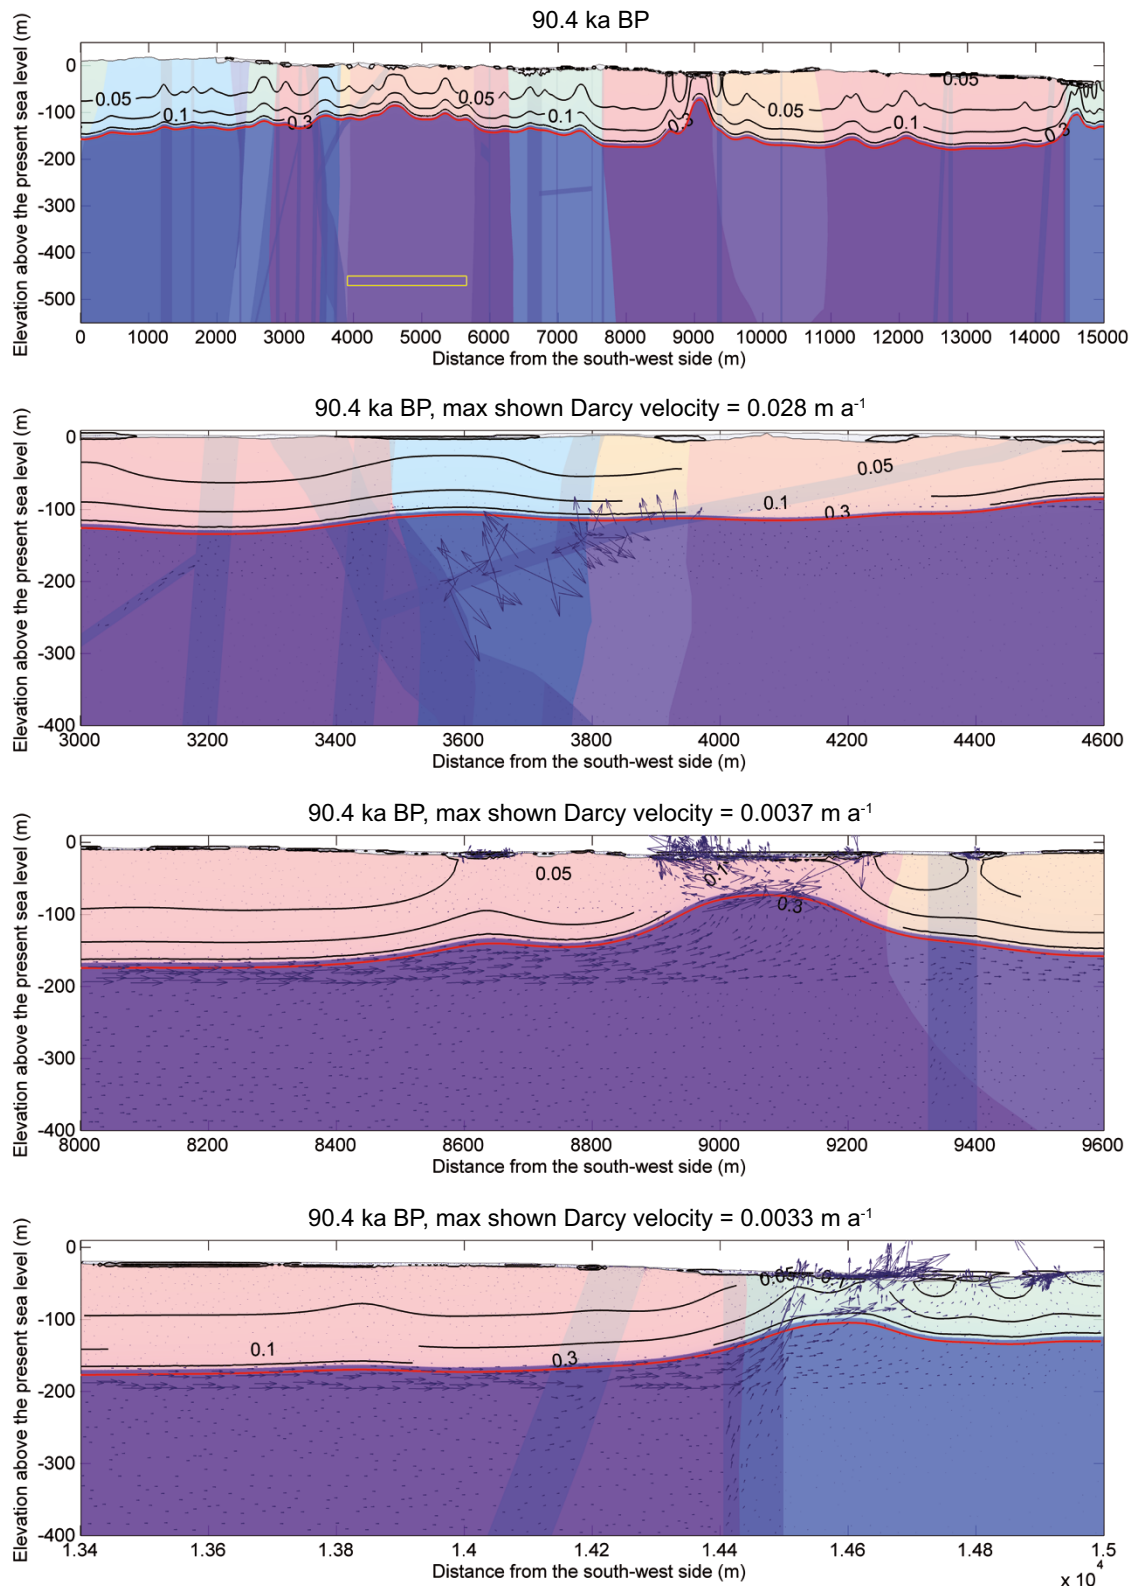 90.4 ka BP
Elevation above the present sea level (m)
0
-100
-200
-300
-400
-500
0.05
0.05
0.05
0.05
0.1
0.3
0.1
0.3
0.1
0.3
0 1000 2000 3000 4000 5000 6000 7000 8000 9000 10000 11000 12000 13000 14000 15000
Distance from the south-west side (m)
90.4 ka BP, max shown Darcy velocity = 0.028 m a-1
Elevation above the present sea level (m)
0
-100
-200
-300
-400
0.05
0.1
0.3
3000 3200 3400 3600 3800 4000 4200 4400 4600
Distance from the south-west side (m)
90.4 ka BP, max shown Darcy velocity = 0.0037 m a-1
Elevation above the present sea level (m)
0
-100
-200
-300
-400
0.05
0.1
0.3
8000 8200 8400 8600 8800 9000 9200 9400 9600
Distance from the south-west side (m)
90.4 ka BP, max shown Darcy velocity = 0.0033 m a-1
Elevation above the present sea level (m)
0
-100
-200
-300
-400
0.05
0.1
0.3
1.34 1.36 1.38 1.4 1.42 1.44 1.46 1.48 1.5
x 10 4
Distance from the south-west side (m)